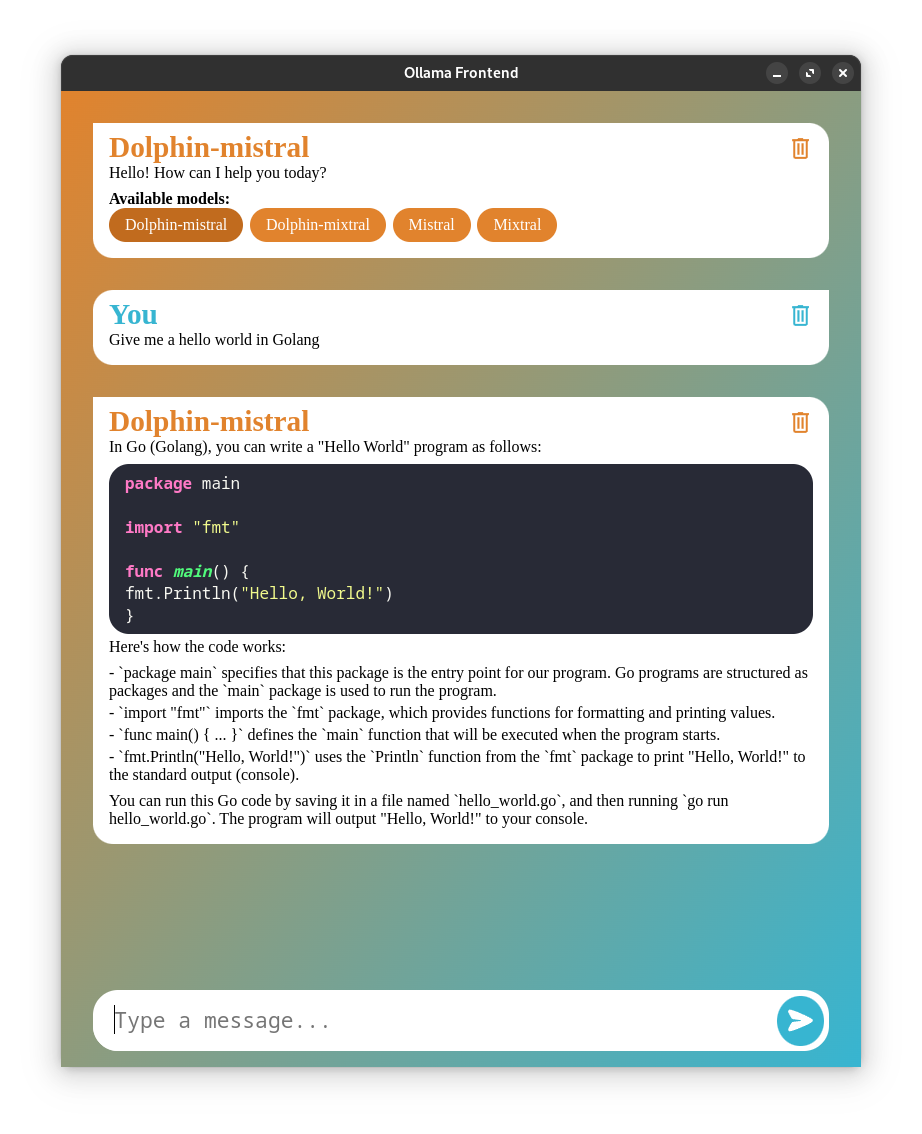 Ollama Frontend
Dolphin-mistral
Hello! How can I help you today?
Available models:
Dolphin-mistral Dolphin-mixtral Mistral Mixtral
You
Give me a hello world in Golang
Dolphin-mistral
In Go (Golang), you can write a "Hello World" program as follows:
package main
import "fmt"
func main() {
fmt.Println("Hello, World!")
}
Here's how the code works:
- `package main` specifies that this package is the entry point for our program. Go programs are structured as
packages and the `main` package is used to run the program.
- `import "fmt"` imports the `fmt` package, which provides functions for formatting and printing values.
- `func main() { ... }` defines the `main` function that will be executed when the program starts.
- `fmt.Println("Hello, World!")` uses the `Println` function from the `fmt` package to print "Hello, World!" to
the standard output (console).
You can run this Go code by saving it in a file named `hello_world.go`, and then running `go run
hello_world.go`. The program will output "Hello, World!" to your console.
Type a message...